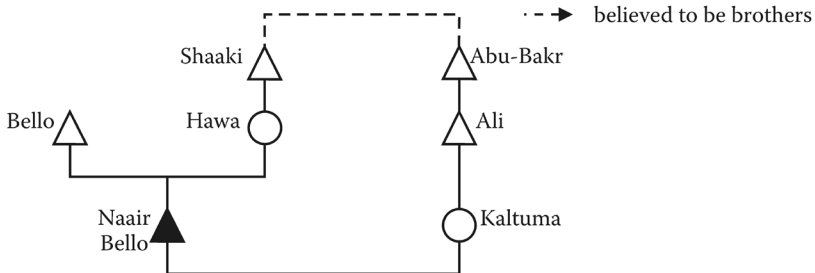 believed to be brothers
Shaaki
Abu-Bakr
Bello
Hawa
Ali
Naair
Bello
Kaltuma